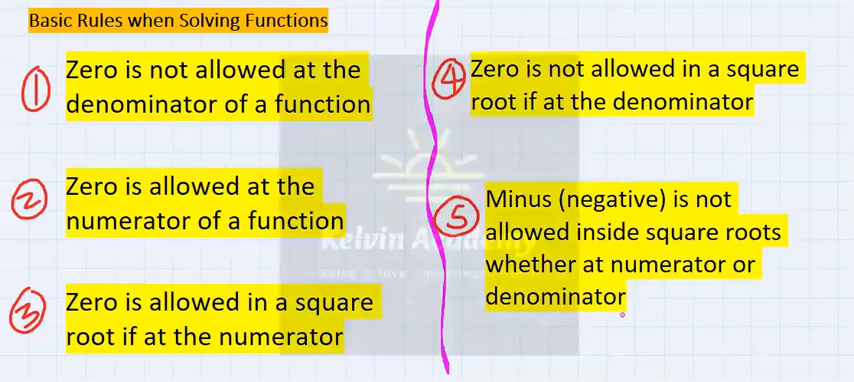 Basic Rules when Solving Functions
1
Zero is not allowed at the
denominator of a function
2
Zero is allowed at the
numerator of a function
3
Zero is allowed in a square
root if at the numerator
4
Zero is not allowed in a square
root if at the denominator
5
Minus (negative) is not
allowed inside square roots
whether at numerator or
denominator
Kelvin Academy